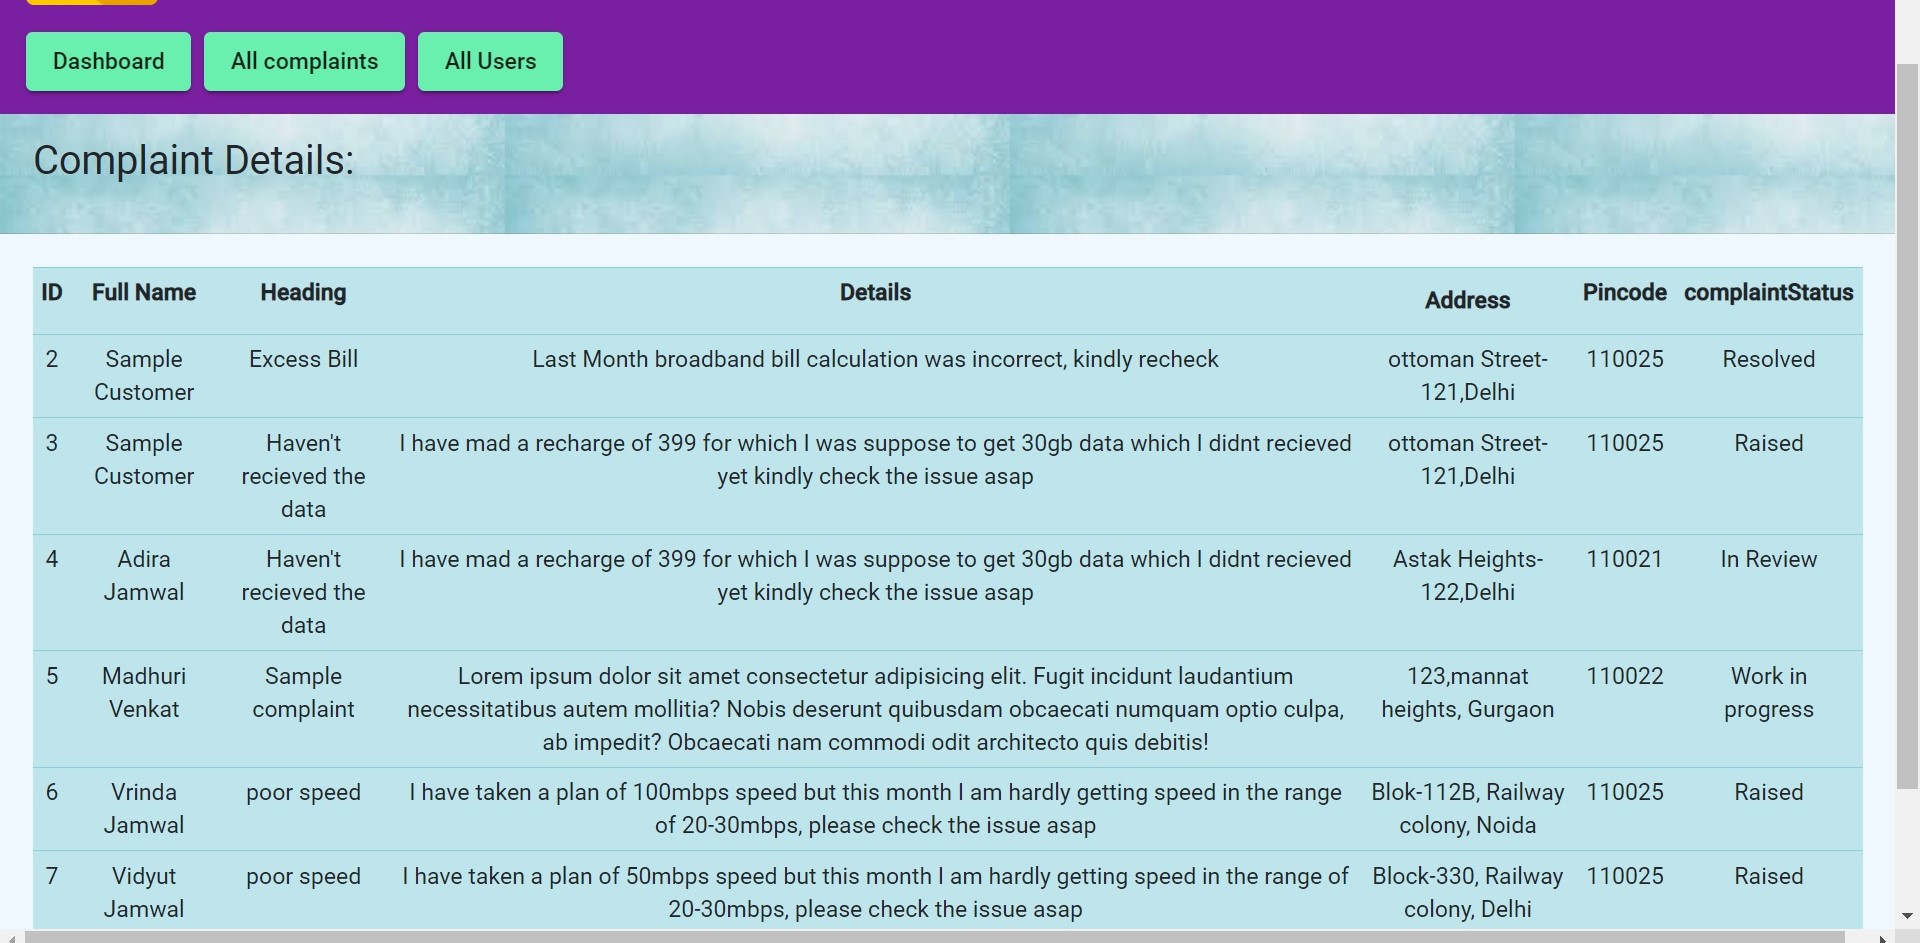 Dashboard All complaints All Users
Complaint Details:
ID Full Name Heading Details Address Pincode complaintStatus
2 Sample Excess Bill Last Month broadband bill calculation was incorrect, kindly recheck ottoman Street- 110025 Resolved
Customer 121,Delhi
3 Sample Haven't I have mad a recharge of 399 for which I was suppose to get 30gb data which I didnt recieved ottoman Street- 110025 Raised
Customer recieved the yet kindly check the issue asap 121,Delhi
data
4 Adira Haven't I have mad a recharge of 399 for which I was suppose to get 30gb data which I didnt recieved Astak Heights- 110021 In Review
Jamwal recieved the yet kindly check the issue asap 122,Delhi
data
5 Madhuri Sample Lorem ipsum dolor sit amet consectetur adipisicing elit. Fugit incidunt laudantium 123,mannat 110022 Work in
Venkat complaint necessitatibus autem mollitia? Nobis deserunt quibusdam obcaecati numquam optio culpa, heights, Gurgaon progress
ab impedit? Obcaecati nam commodi odit architecto quis debitis!
6 Vrinda poor speed I have taken a plan of 100mbps speed but this month I am hardly getting speed in the range Blok-112B, Railway 110025 Raised
Jamwal of 20-30mbps, please check the issue asap colony, Noida
7 Vidyut poor speed I have taken a plan of 50mbps speed but this month I am hardly getting speed in the range of Block-330, Railway 110025 Raised
Jamwal 20-30mbps, please check the issue asap colony, Delhi